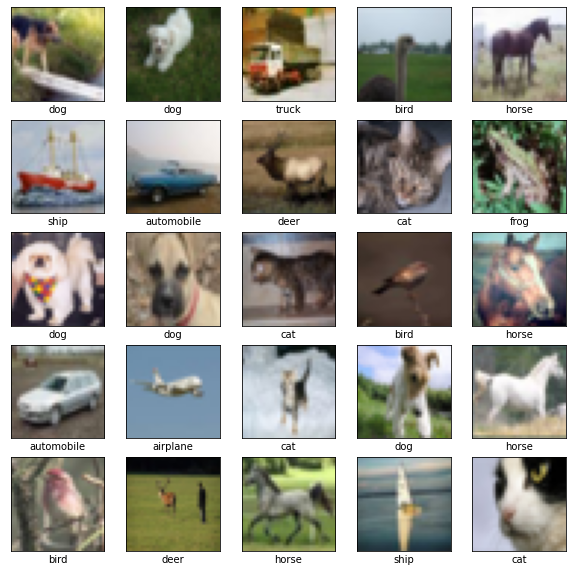 dog dog truck bird horse
ship automobile deer cat frog
dog dog cat bird horse
automobile airplane cat dog horse
bird deer horse ship cat